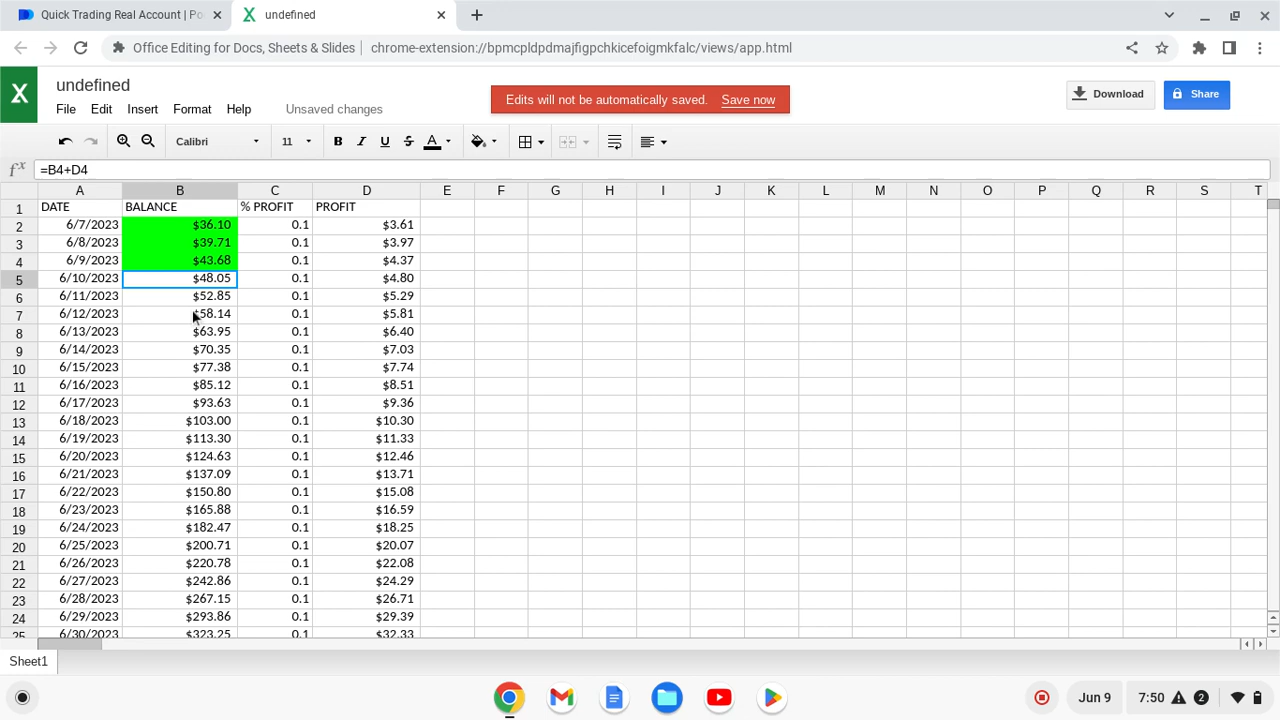 Quick Trading Real Account | Po
undefined
Office Editing for Docs, Sheets & Slides | chrome-extension://bpmcpldpdmajfigpchkicefoigmkfalc/views/app.html
undefined
File Edit Insert Format Help Unsaved changes
Edits will not be automatically saved. Save now
Download
Share
Calibri 11 B I U S A
fx =B4+D4
A B C D E F G H I J K L M N O P Q R S T
1 DATE BALANCE % PROFIT PROFIT
2 6/7/2023 $36.10 0.1 $3.61
3 6/8/2023 $39.71 0.1 $3.97
4 6/9/2023 $43.68 0.1 $4.37
5 6/10/2023 $48.05 0.1 $4.80
6 6/11/2023 $52.85 0.1 $5.29
7 6/12/2023 $58.14 0.1 $5.81
8 6/13/2023 $63.95 0.1 $6.40
9 6/14/2023 $70.35 0.1 $7.03
10 6/15/2023 $77.38 0.1 $7.74
11 6/16/2023 $85.12 0.1 $8.51
12 6/17/2023 $93.63 0.1 $9.36
13 6/18/2023 $103.00 0.1 $10.30
14 6/19/2023 $113.30 0.1 $11.33
15 6/20/2023 $124.63 0.1 $12.46
16 6/21/2023 $137.09 0.1 $13.71
17 6/22/2023 $150.80 0.1 $15.08
18 6/23/2023 $165.88 0.1 $16.59
19 6/24/2023 $182.47 0.1 $18.25
20 6/25/2023 $200.71 0.1 $20.07
21 6/26/2023 $220.78 0.1 $22.08
22 6/27/2023 $242.86 0.1 $24.29
23 6/28/2023 $267.15 0.1 $26.71
24 6/29/2023 $293.86 0.1 $29.39
25 6/30/2023 $323.25 0.1 $32.33
Sheet1
Jun 9 7:50 2